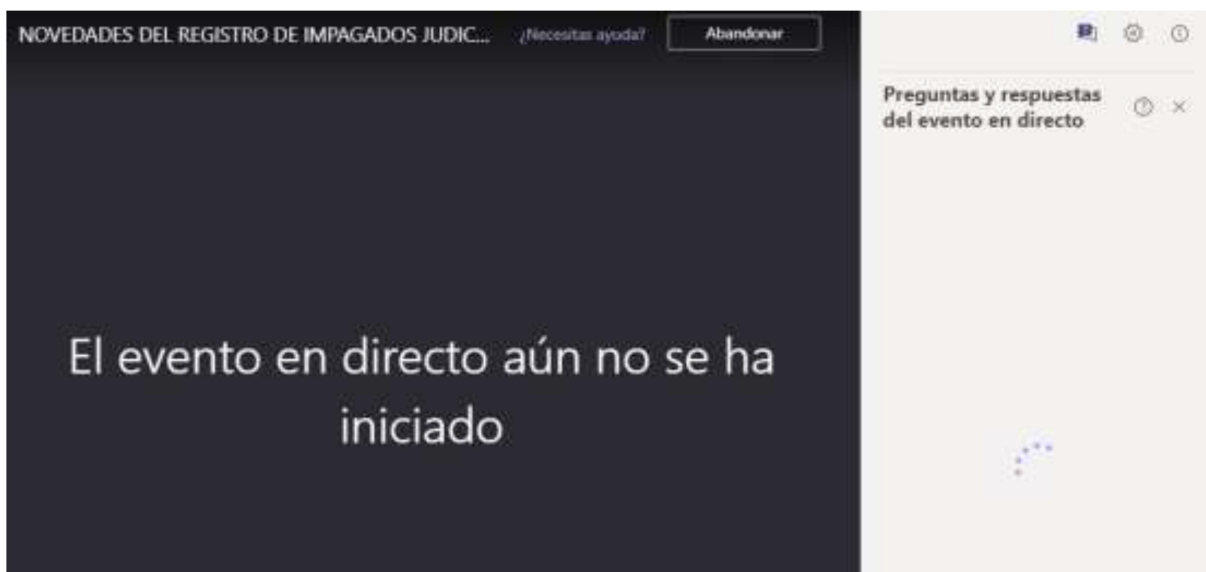 NOVEDADES DEL REGISTRO DE IMPAGADOS JUDIC... ¿Necesitas ayuda? Abandonar
El evento en directo aún no se ha
iniciado
Preguntas y respuestas
del evento en directo